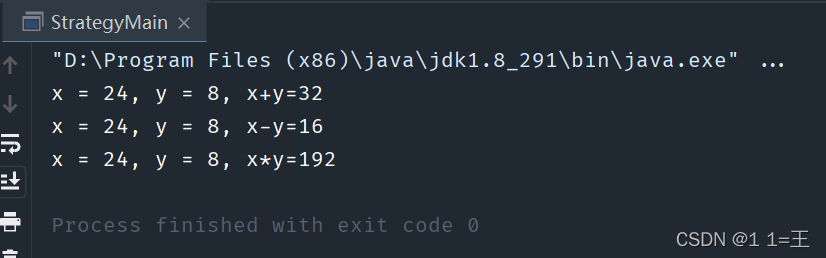 StrategyMain ×
"D:\Program Files (x86)\java\jdk1.8_291\bin\java.exe" ...
x = 24, y = 8, x+y=32
x = 24, y = 8, x-y=16
x = 24, y = 8, x*y=192
Process finished with exit code 0
CSDN @1 1=王